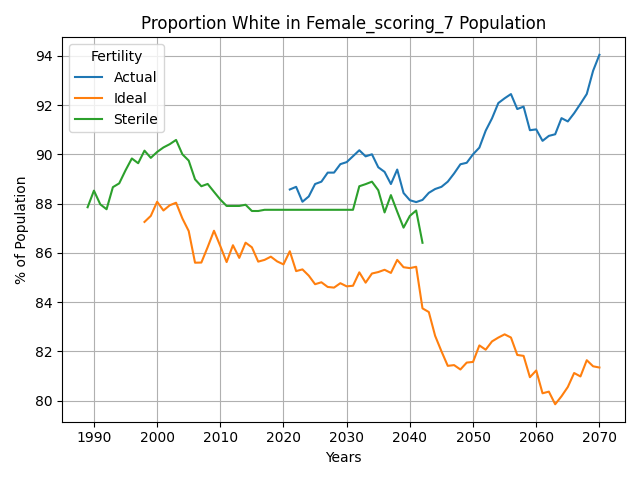 Proportion White in Female_scoring_7 Population
Fertility
Actual
Ideal
Sterile
% of Population
94
92
90
88
86
84
82
80
1990 2000 2010 2020 2030 2040 2050 2060 2070
Years